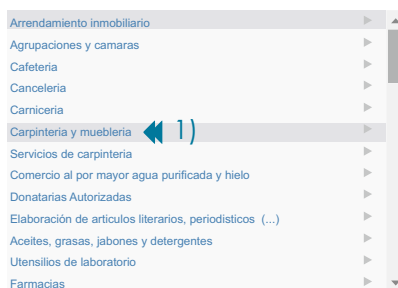 Arrendamiento inmobiliario
Agrupaciones y camaras
Cafeteria
Canceleria
Carniceria
Carpinteria y muebleria 1)
Servicios de carpinteria
Comercio al por mayor agua purificada y hielo
Donatarias Autorizadas
Elaboración de articulos literarios, periodisticos (...)
Aceites, grasas, jabones y detergentes
Utensilios de laboratorio
Farmacias